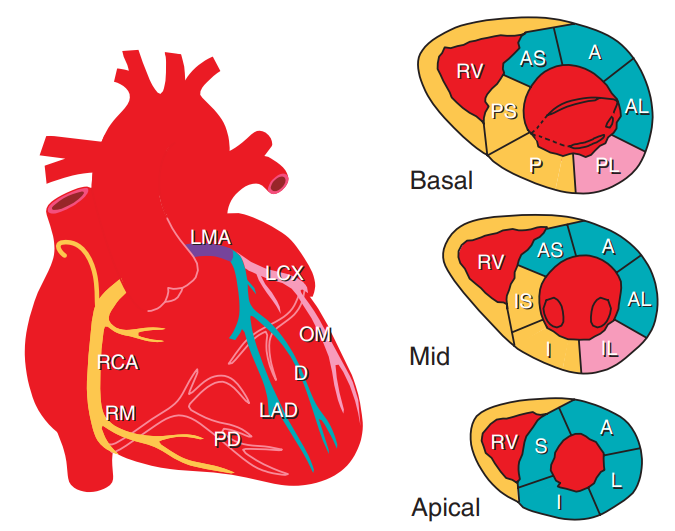 LMA
LCX
OM
RCA
D
LAD
RM
PD
RV
AS
A
PS
AL
P
PL
Basal
RV
AS
A
IS
AL
I
IL
Mid
RV
S
A
L
I
Apical